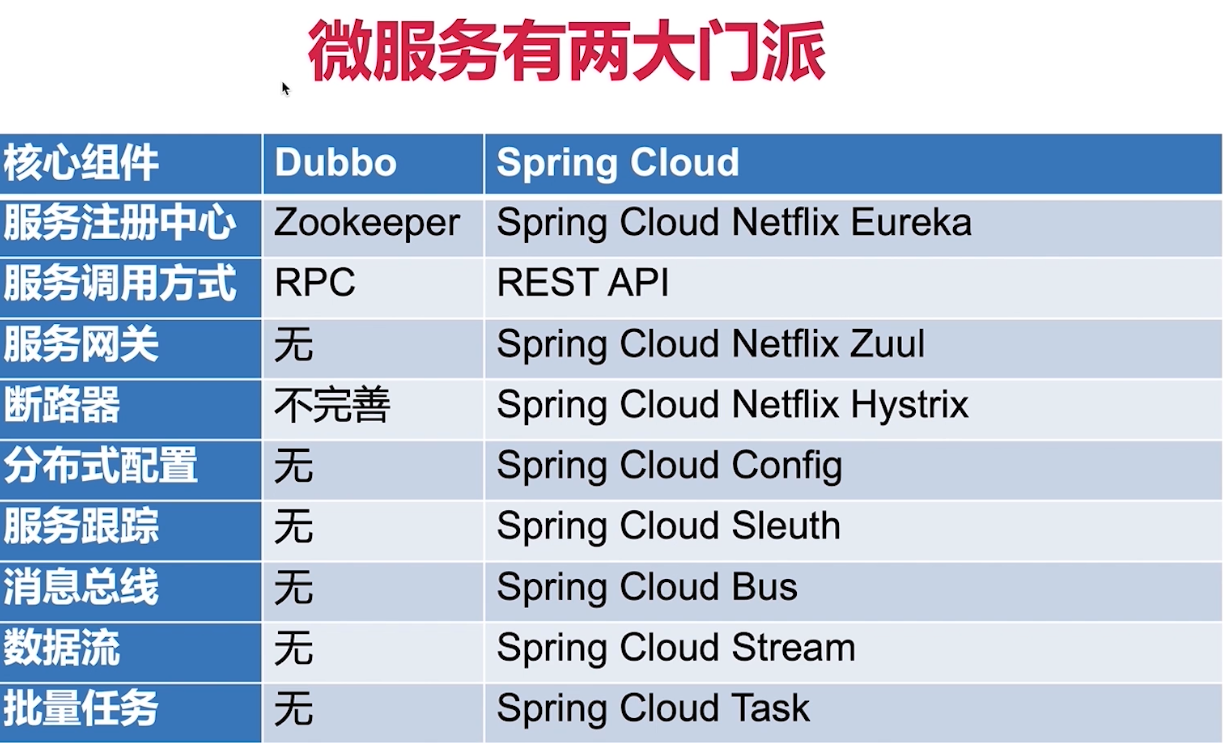 微服务有两大门派
核心组件 Dubbo Spring Cloud
服务注册中心 Zookeeper Spring Cloud Netflix Eureka
服务调用方式 RPC REST API
服务网关 无 Spring Cloud Netflix Zuul
断路器 不完善 Spring Cloud Netflix Hystrix
分布式配置 无 Spring Cloud Config
服务跟踪 无 Spring Cloud Sleuth
消息总线 无 Spring Cloud Bus
数据流 无 Spring Cloud Stream
批量任务 无 Spring Cloud Task